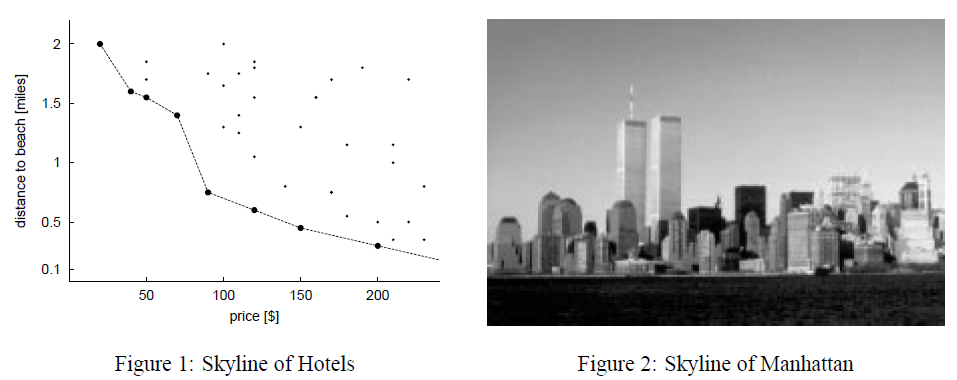 distance to beach [miles]
2
1.5
1
0.5
0.1
50 100 150 200
price [$]
Figure 1: Skyline of Hotels
Figure 2: Skyline of Manhattan